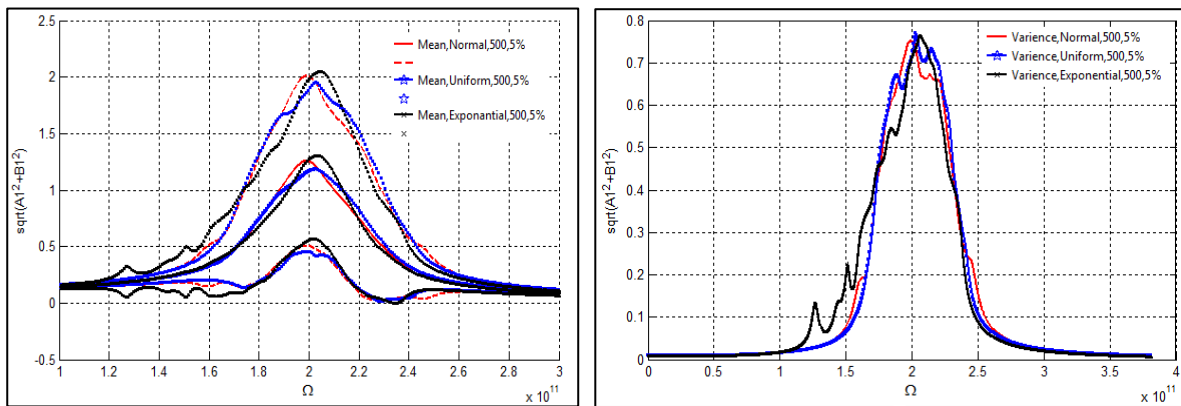 2.5
2
1.5
1
0.5
0
-0.5
sqrt(A1²+B1²)
Mean,Normal,500,5%
Mean,Uniform,500,5%
Mean,Exponantial,500,5%
1 1.2 1.4 1.6 1.8 2 2.2 2.4 2.6 2.8 3
Ω
x 10¹¹
0.8
0.7
0.6
0.5
0.4
0.3
0.2
0.1
0
sqrt(A1²+B1²)
Varience,Normal,500,5%
Varience,Uniform,500,5%
Varience,Exponential,500,5%
0 0.5 1 1.5 2 2.5 3 3.5 4
Ω
x 10¹¹